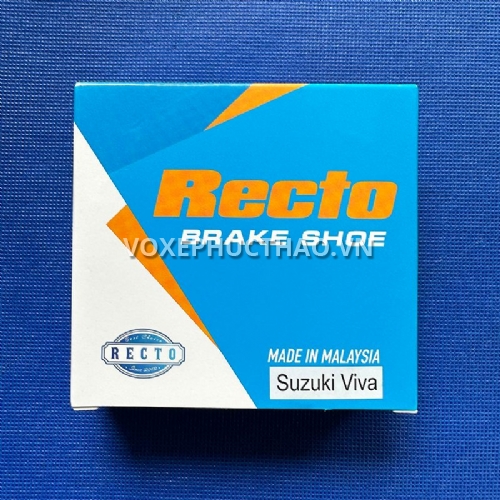 Recto
BRAKE SHOE
VOXEPHUCTHAO.VN
RECTO
MADE IN MALAYSIA
Suzuki Viva